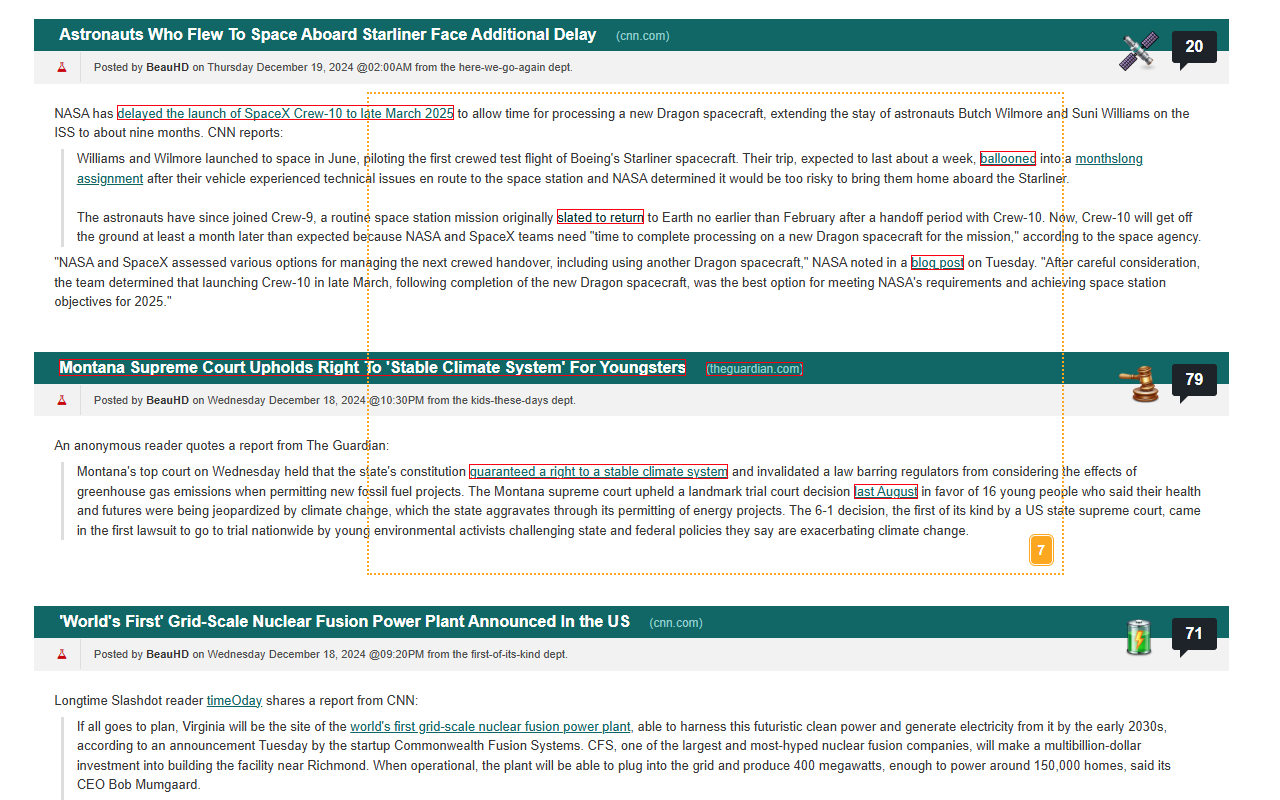 Astronauts Who Flew To Space Aboard Starliner Face Additional Delay (cnn.com) 20
Posted by BeauHD on Thursday December 19, 2024 @02:00AM from the here-we-go-again dept.
NASA has delayed the launch of SpaceX Crew-10 to late March 2025 to allow time for processing a new Dragon spacecraft, extending the stay of astronauts Butch Wilmore and Suni Williams on the
ISS to about nine months. CNN reports:
Williams and Wilmore launched to space in June, piloting the first crewed test flight of Boeing's Starliner spacecraft. Their trip, expected to last about a week, ballooned into a monthslong
assignment after their vehicle experienced technical issues en route to the space station and NASA determined it would be too risky to bring them home aboard the Starliner.
The astronauts have since joined Crew-9, a routine space station mission originally slated to return to Earth no earlier than February after a handoff period with Crew-10. Now, Crew-10 will get off
the ground at least a month later than expected because NASA and SpaceX teams need "time to complete processing on a new Dragon spacecraft for the mission," according to the space agency.
"NASA and SpaceX assessed various options for managing the next crewed handover, including using another Dragon spacecraft," NASA noted in a blog post on Tuesday. "After careful consideration,
the team determined that launching Crew-10 in late March, following completion of the new Dragon spacecraft, was the best option for meeting NASA's requirements and achieving space station
objectives for 2025."
Montana Supreme Court Upholds Right To 'Stable Climate System' For Youngsters (theguardian.com) 79
Posted by BeauHD on Wednesday December 18, 2024 @10:30PM from the kids-these-days dept.
An anonymous reader quotes a report from The Guardian:
Montana's top court on Wednesday held that the state's constitution guaranteed a right to a stable climate system and invalidated a law barring regulators from considering the effects of
greenhouse gas emissions when permitting new fossil fuel projects. The Montana supreme court upheld a landmark trial court decision last August in favor of 16 young people who said their health
and futures were being jeopardized by climate change, which the state aggravates through its permitting of energy projects. The 6-1 decision, the first of its kind by a US state supreme court, came
in the first lawsuit to go to trial nationwide by young environmental activists challenging state and federal policies they say are exacerbating climate change.
7
'World's First' Grid-Scale Nuclear Fusion Power Plant Announced In the US (cnn.com) 71
Posted by BeauHD on Wednesday December 18, 2024 @09:20PM from the first-of-its-kind dept.
Longtime Slashdot reader timeOday shares a report from CNN:
If all goes to plan, Virginia will be the site of the world's first grid-scale nuclear fusion power plant, able to harness this futuristic clean power and generate electricity from it by the early 2030s,
according to an announcement Tuesday by the startup Commonwealth Fusion Systems. CFS, one of the largest and most-hyped nuclear fusion companies, will make a multibillion-dollar
investment into building the facility near Richmond. When operational, the plant will be able to plug into the grid and produce 400 megawatts, enough to power around 150,000 homes, said its
CEO Bob Mumgaard.